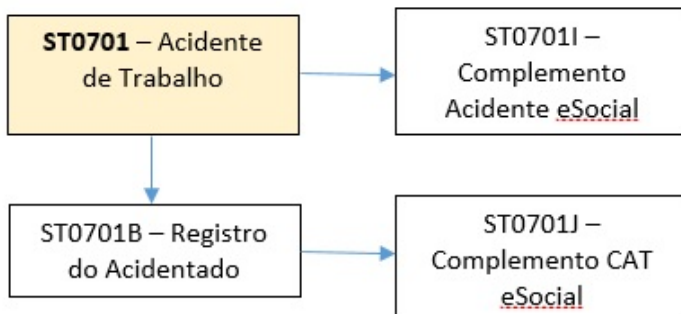 ST0701 – Acidente
de Trabalho
ST0701I –
Complemento
Acidente eSocial
ST0701B – Registro
do Acidentado
ST0701J –
Complemento CAT
eSocial